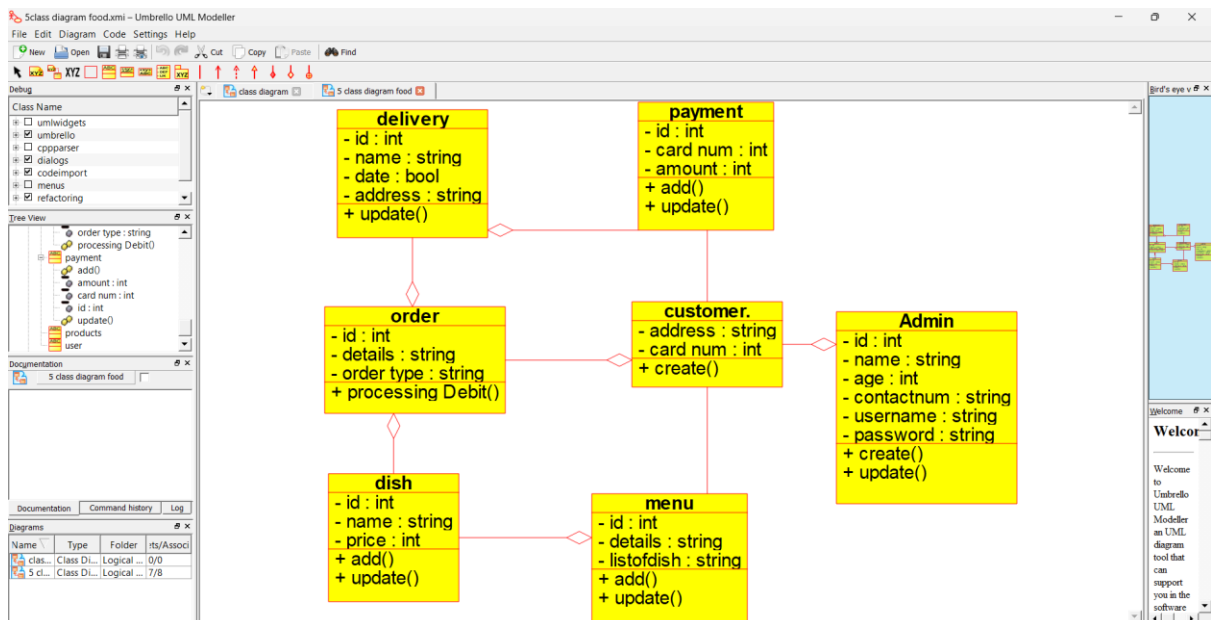 5class diagram food.xmi – Umbrello UML Modeller
File Edit Diagram Code Settings Help
New Open Cut Copy Paste Find
XYZ XYZ
Debug
Class Name
umlwidgets
umbrello
cppparser
dialogs
codeimport
menus
refactoring
Tree View
order type : string
processing Debit()
payment
add()
amount : int
card num : int
id : int
update()
products
user
Documentation
5 class diagram food
Documentation Command history Log
Diagrams
Name Type Folder :ts/Associ
clas... Class Di... Logical ... 0/0
5 cl... Class Di... Logical ... 7/8
class diagram 5 class diagram food
delivery
- id : int
- name : string
- date : bool
- address : string
+ update()
payment
- id : int
- card num : int
- amount : int
+ add()
+ update()
order
- id : int
- details : string
- order type : string
+ processing Debit()
customer.
- address : string
- card num : int
+ create()
Admin
- id : int
- name : string
- age : int
- contactnum : string
- username : string
- password : string
+ create()
+ update()
dish
- id : int
- name : string
- price : int
+ add()
+ update()
menu
- id : int
- details : string
- listofdish : string
+ add()
+ update()
Bird's eye v
Welcome
Welcor
Welcome
to
Umbrello
UML
Modeller
an UML
diagram
tool that
can
support
you in the
software